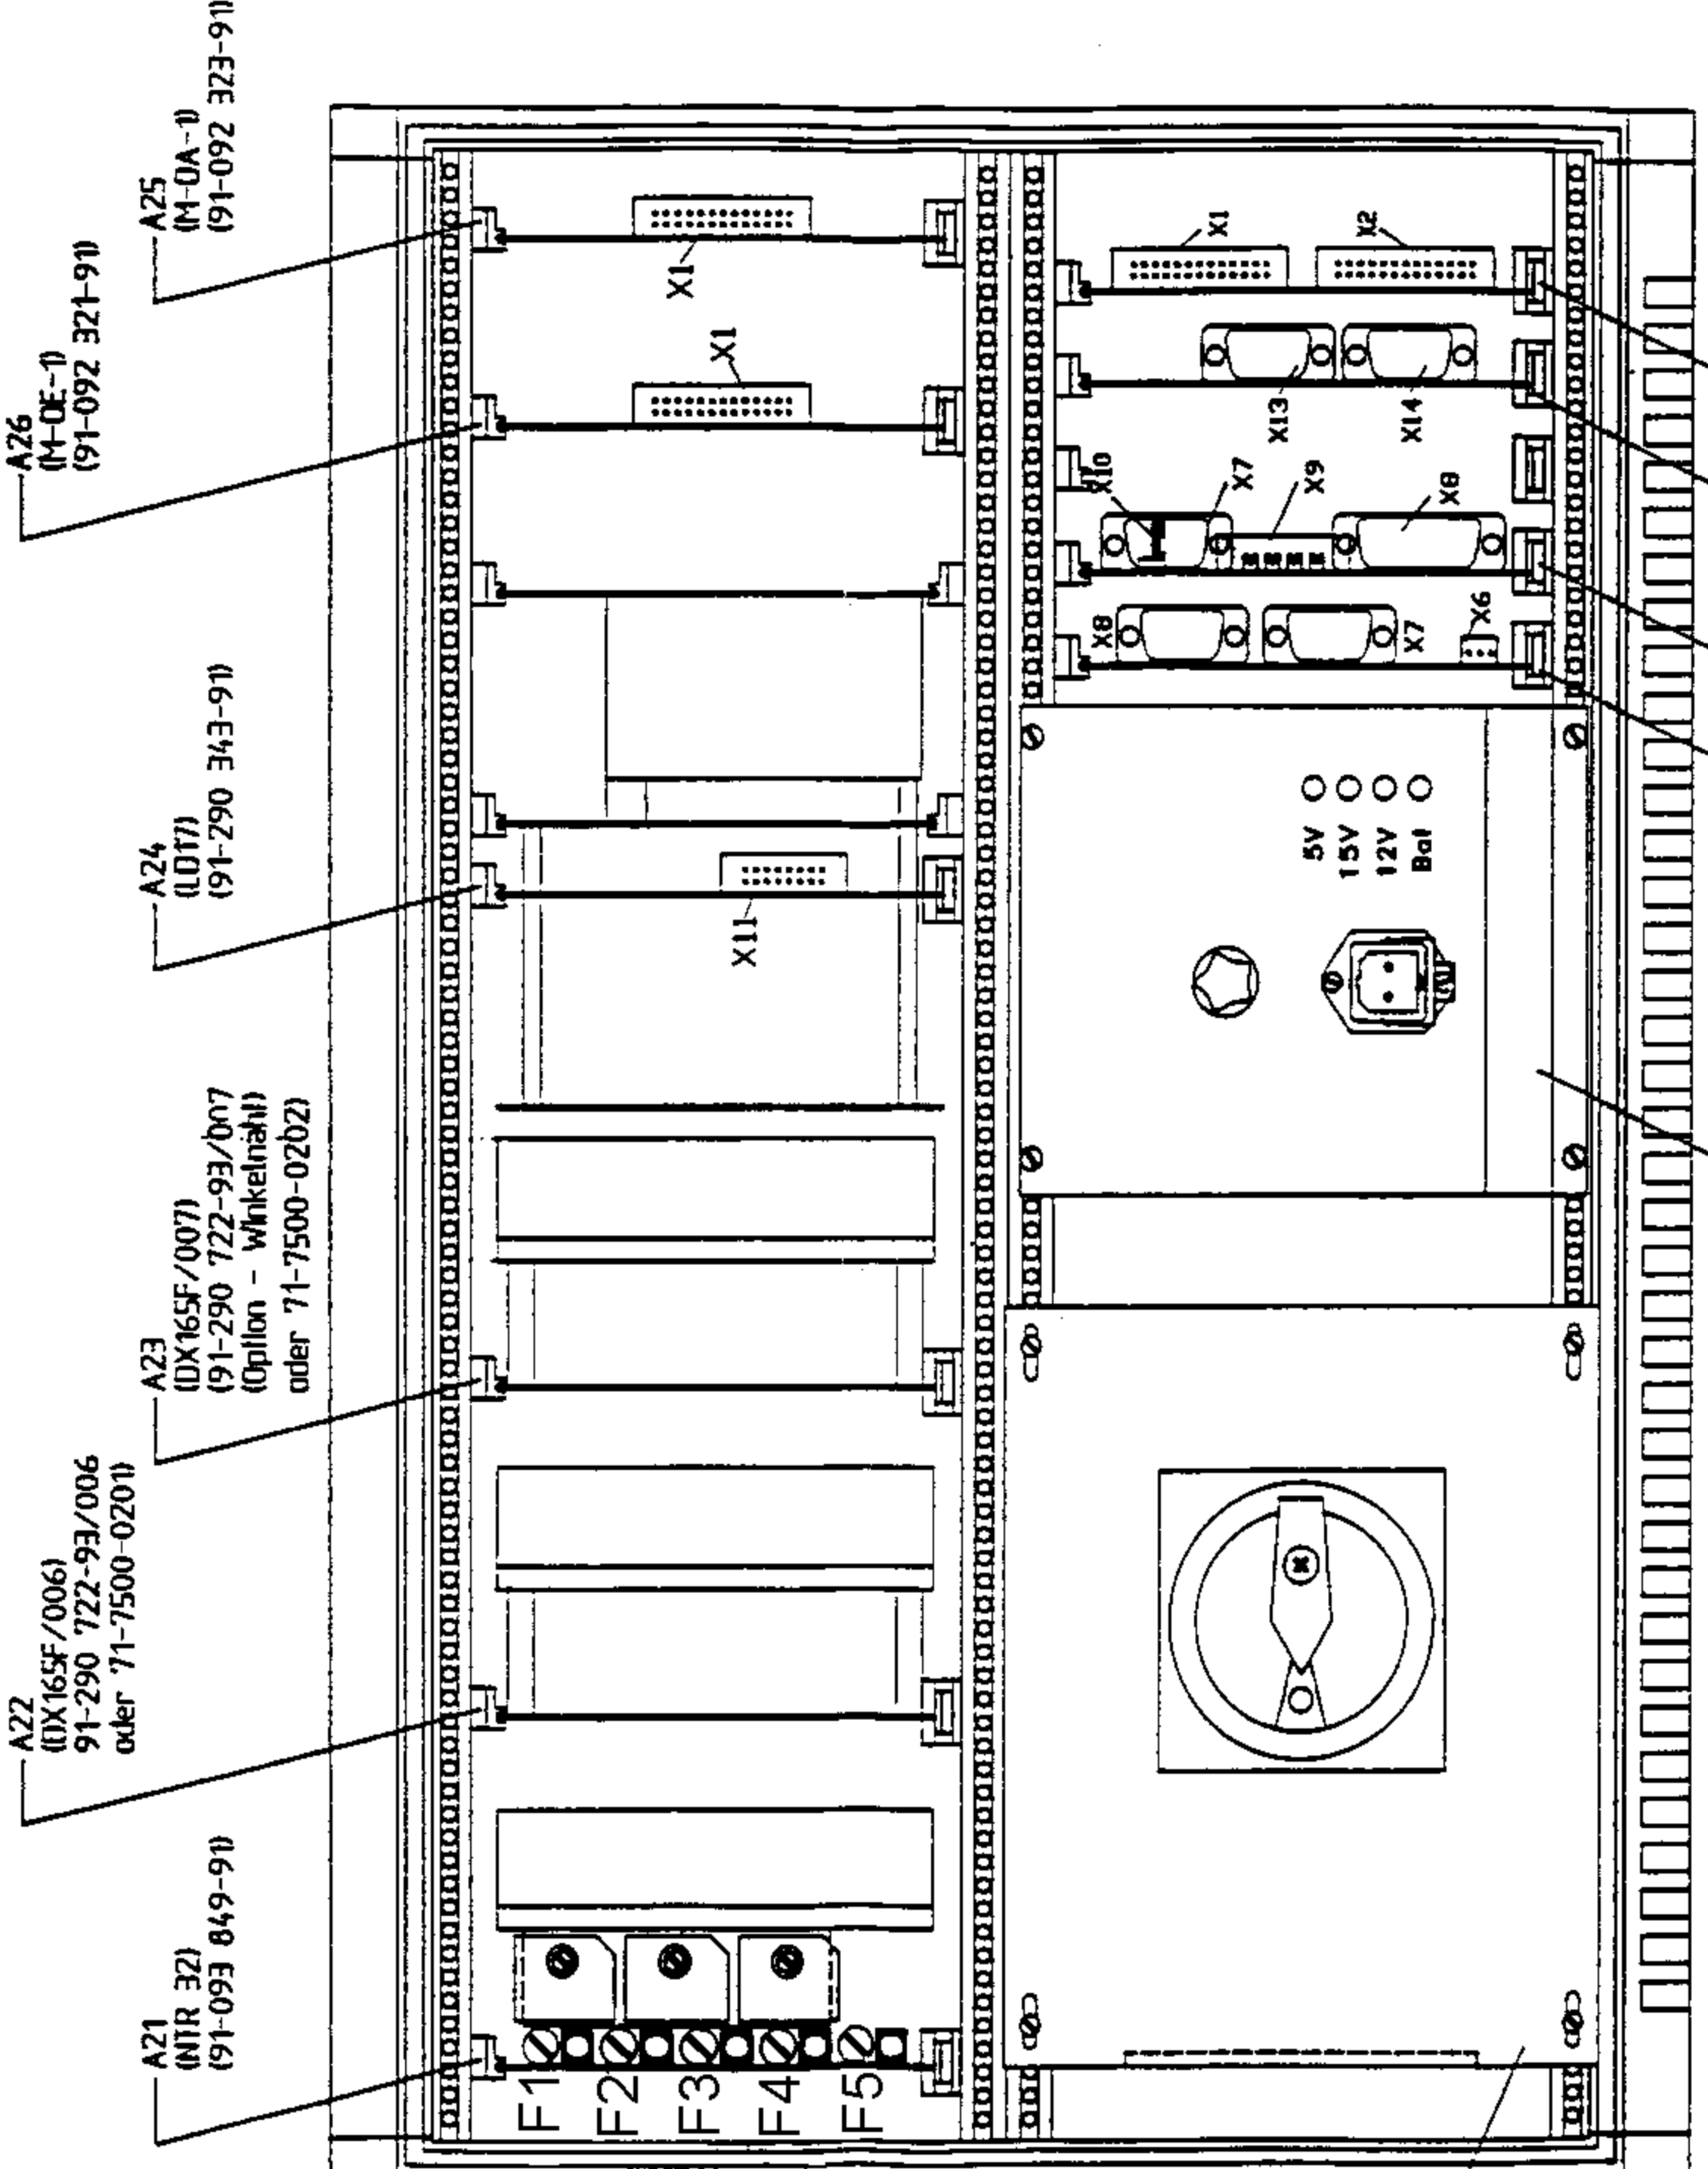 A21
(NTR 32)
(91-093 849-91)
A22
(DX165F/006)
91-290 722-93/006
oder 71-7500-0201)
A23
(DX165F/007)
(91-290 722-93/007
(Option - Winkelnaht)
oder 71-7500-0202)
A24
(LD17)
(91-290 343-91)
A26
(M-OE-1)
(91-092 321-91)
A25
(M-OA-1)
(91-092 323-91)
F1
F2
F3
F4
F5
X11
X1
X1
5V
15V
12V
Bat
X8
X7
X6
X10
X7
X9
X8
X13
X14
X1
X2